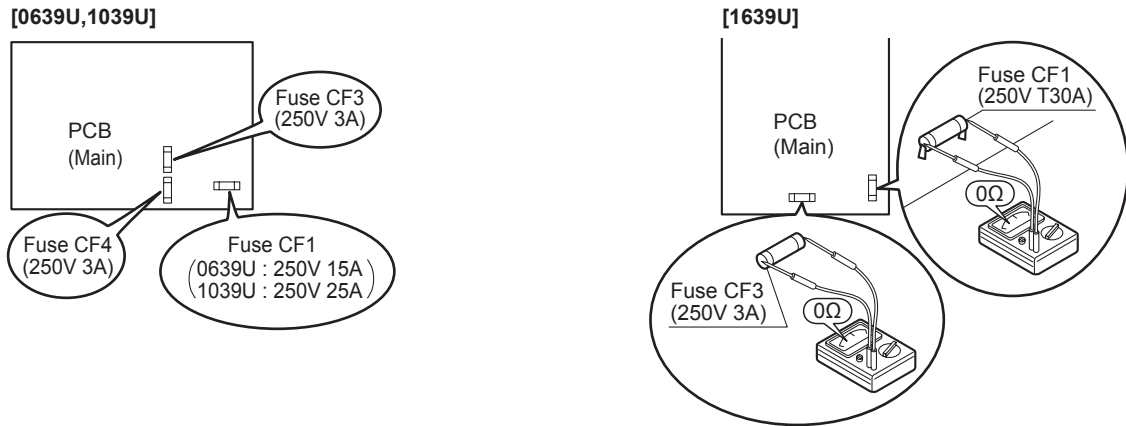 [0639U,1039U]
PCB
(Main)
Fuse CF3
(250V 3A)
Fuse CF4
(250V 3A)
Fuse CF1
(0639U : 250V 15A
1039U : 250V 25A)
[1639U]
PCB
(Main)
Fuse CF1
(250V T30A)
0Ω
Fuse CF3
(250V 3A)
0Ω